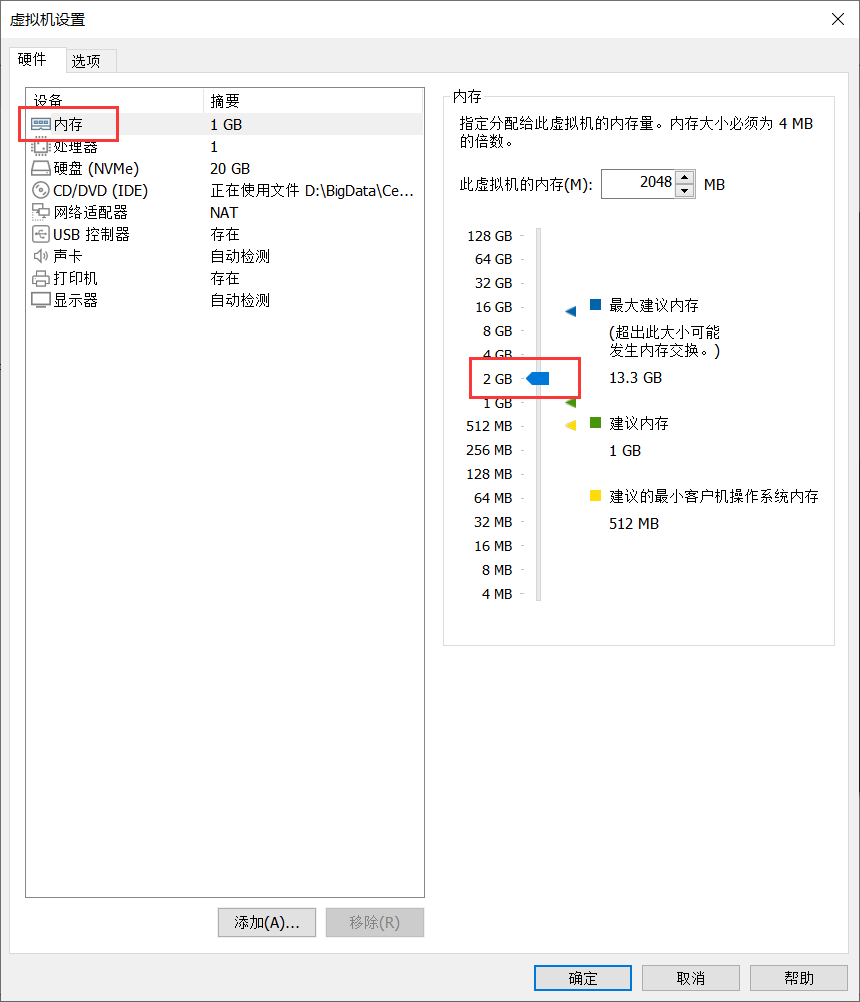 虚拟机设置
硬件
选项
设备
摘要
内存
1 GB
处理器
1
硬盘 (NVMe)
20 GB
CD/DVD (IDE)
正在使用文件 D:\BigData\Ce...
网络适配器
NAT
USB 控制器
存在
声卡
自动检测
打印机
存在
显示器
自动检测
添加(A)...
移除(R)
内存
指定分配给此虚拟机的内存量。内存大小必须为 4 MB
的倍数。
此虚拟机的内存(M):
2048
MB
128 GB
64 GB
32 GB
16 GB
8 GB
4 GB
2 GB
1 GB
512 MB
256 MB
128 MB
64 MB
32 MB
16 MB
8 MB
4 MB
最大建议内存
(超出此大小可能
发生内存交换。)
13.3 GB
建议内存
1 GB
建议的最小客户机操作系统内存
512 MB
确定
取消
帮助